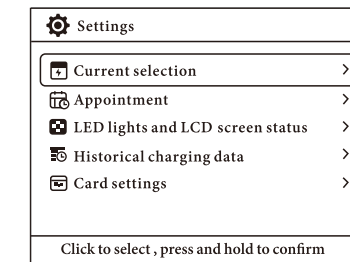 Settings
Current selection
Appointment
LED lights and LCD screen status
Historical charging data
Card settings
Click to select , press and hold to confirm